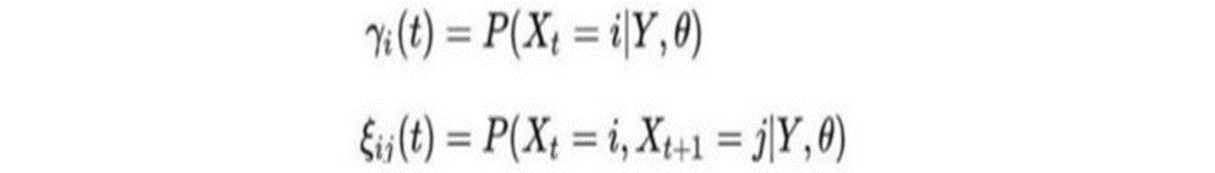 γᵢ(t) = P(Xₜ = i|Y, θ)
ξᵢⱼ(t) = P(Xₜ = i, Xₜ₊₁ = j|Y, θ)